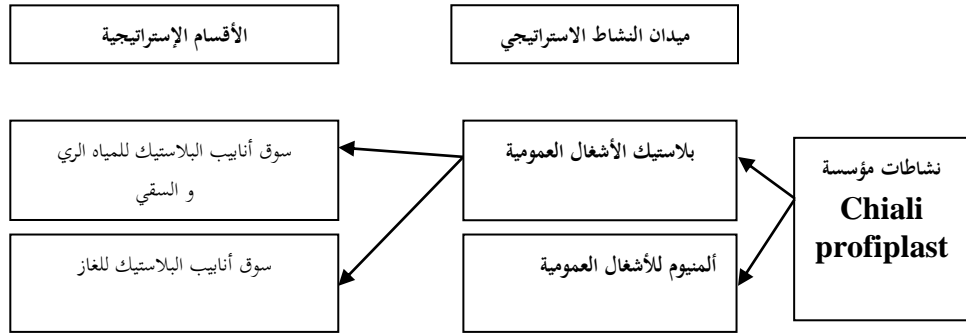 ميدان النشاط الاستراتيجي
الأقسام الإستراتيجية
نشاطات مؤسسة
Chiali
profiplast
بلاستيك الأشغال العمومية
ألمنيوم للأشغال العمومية
سوق أنابيب البلاستيك للمياه الري
و السقي
سوق أنابيب البلاستيك للغاز